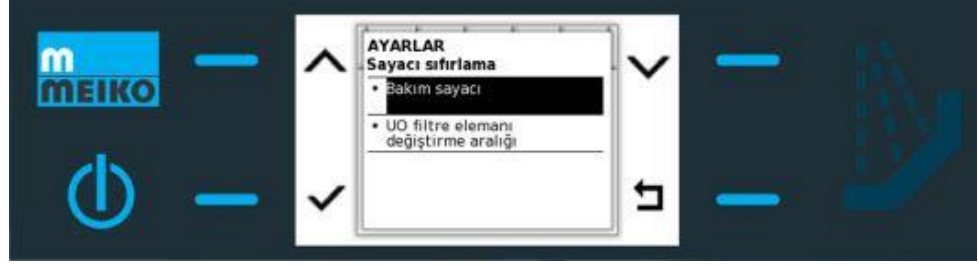 m
MEIKO
AYARLAR
Sayacı sıfırlama
• Bakım sayacı
• UO filtre elemanı
değiştirme aralığı